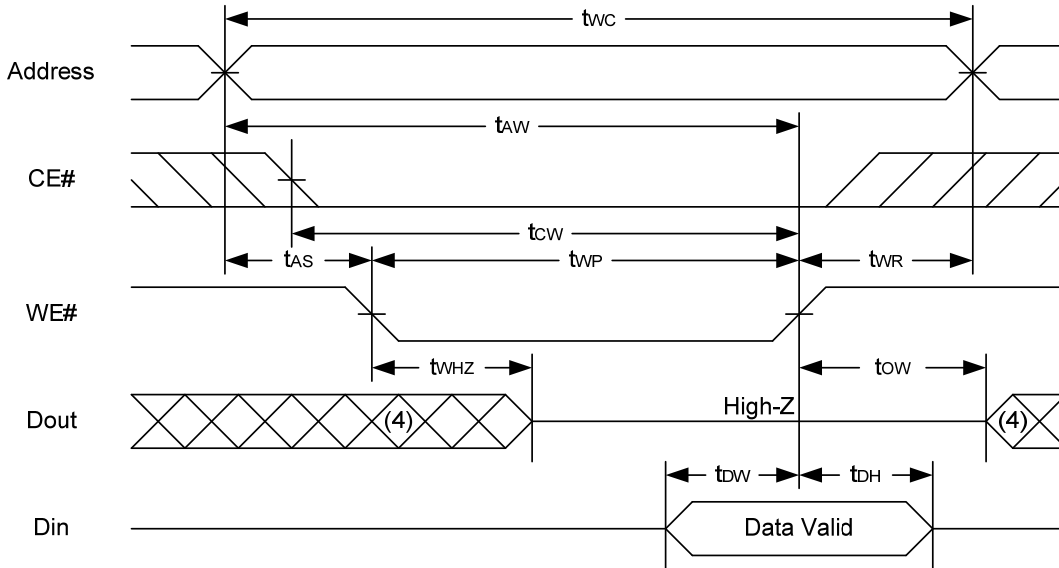 tWC
Address
tAW
CE#
tCW
tAS
tWP
tWR
WE#
tWHZ
tOW
Dout
(4)
High-Z
(4)
tDW
tDH
Din
Data Valid